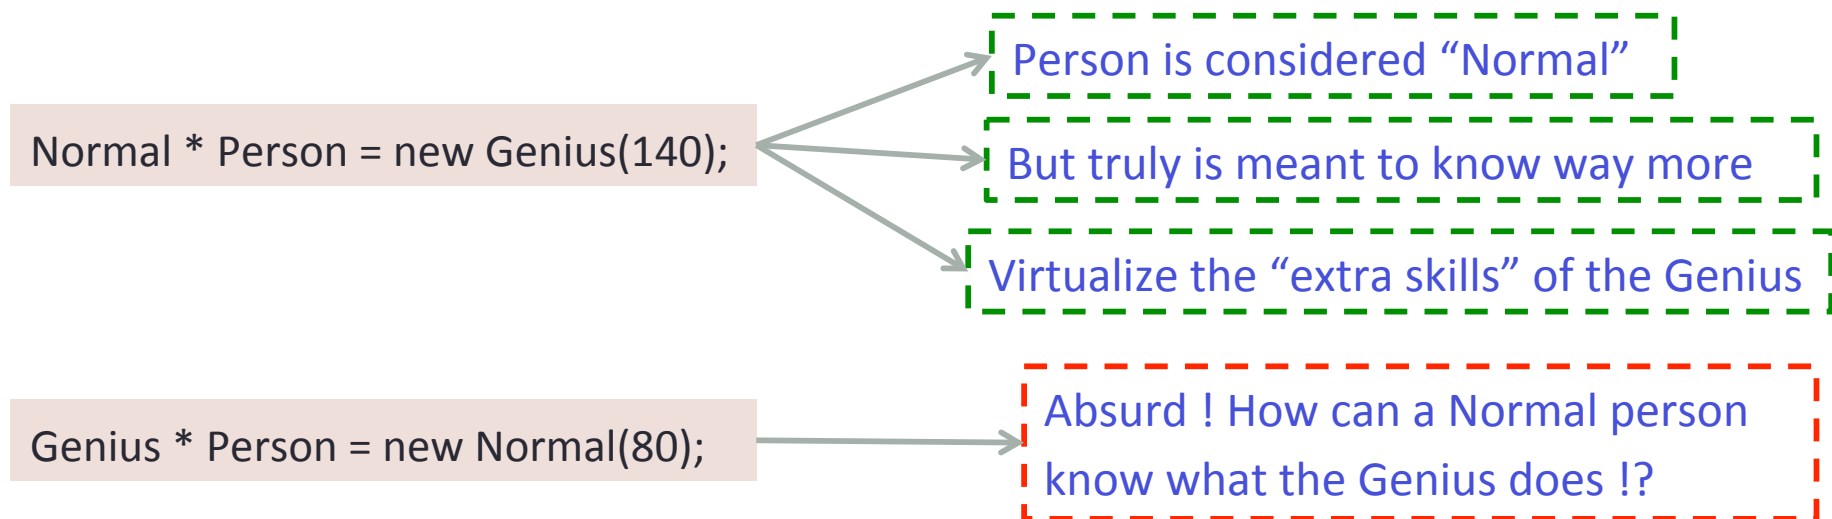 Person is considered “Normal”
Normal * Person = new Genius(140);
But truly is meant to know way more
Virtualize the “extra skills” of the Genius
Genius * Person = new Normal(80);
Absurd ! How can a Normal person
know what the Genius does !?